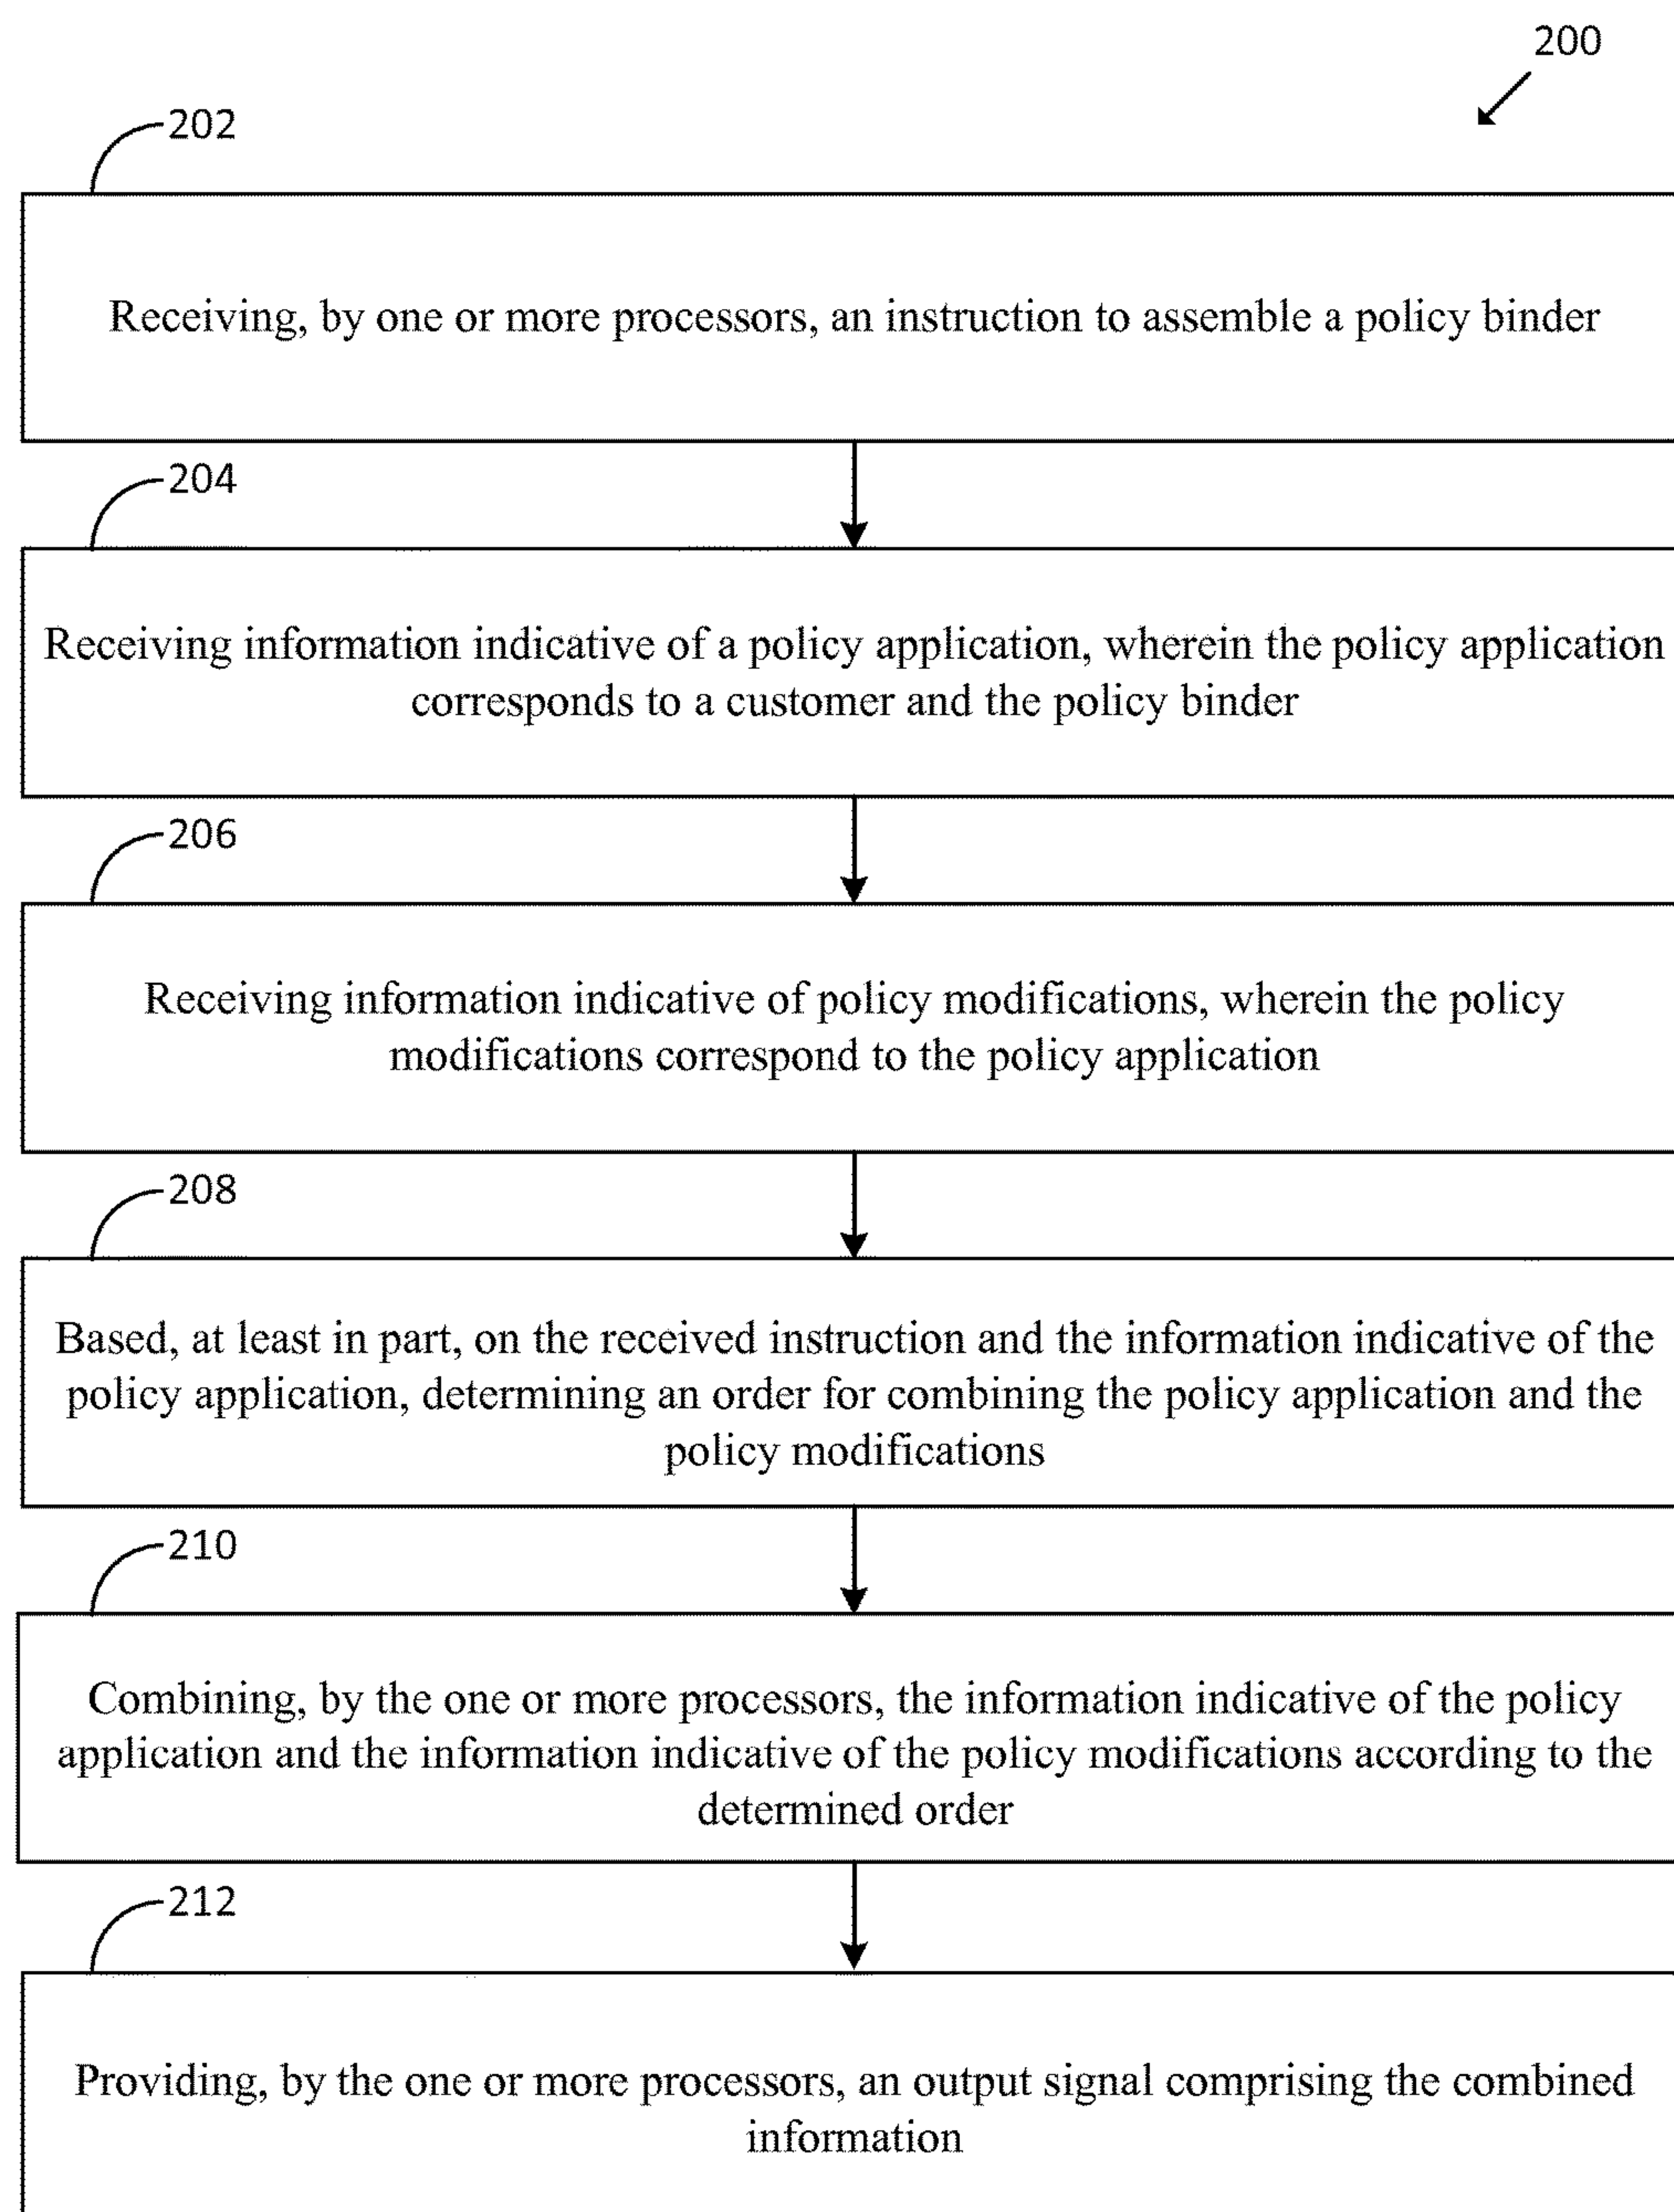 200
202
Receiving, by one or more processors, an instruction to assemble a policy binder
204
Receiving information indicative of a policy application, wherein the policy application
corresponds to a customer and the policy binder
206
Receiving information indicative of policy modifications, wherein the policy
modifications correspond to the policy application
208
Based, at least in part, on the received instruction and the information indicative of the
policy application, determining an order for combining the policy application and the
policy modifications
210
Combining, by the one or more processors, the information indicative of the policy
application and the information indicative of the policy modifications according to the
determined order
212
Providing, by the one or more processors, an output signal comprising the combined
information